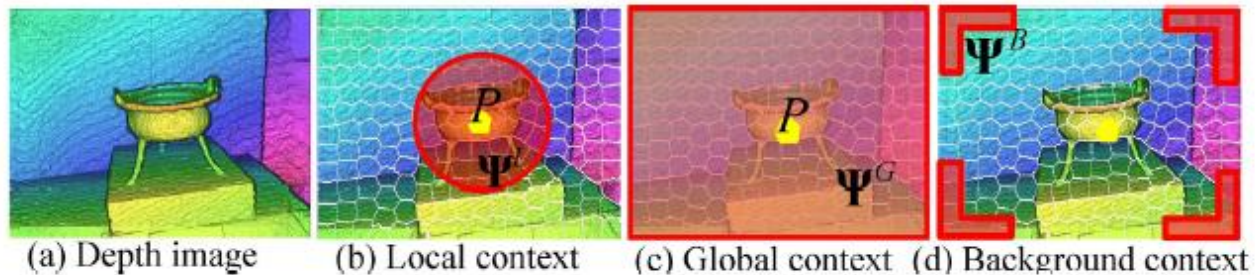 P
Ψ^L
P
Ψ^G
Ψ^B
(a) Depth image (b) Local context (c) Global context (d) Background context